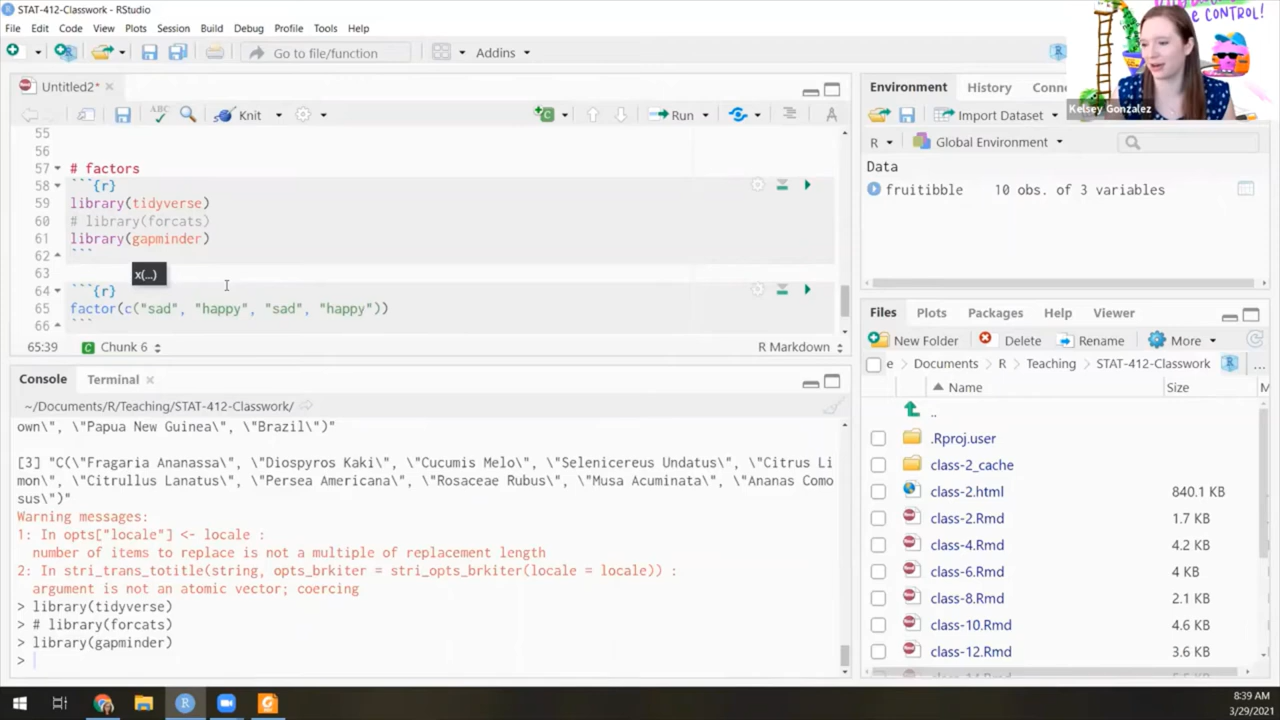 STAT-412-Classwork - RStudio
File Edit Code View Plots Session Build Debug Profile Tools Help
Go to file/function
Addins
e CONTROL!
Kelsey Gonzalez
Untitled2*
ABC
Knit
Run
55
56
57 # factors
58 ```{r}
59 library(tidyverse)
60 # library(forcats)
61 library(gapminder)
62 ```
63
x(...)
64 ```{r}
65 factor(c("sad", "happy", "sad", "happy"))
66 ```
65:39 Chunk 6 R Markdown
Console Terminal
~/Documents/R/Teaching/STAT-412-Classwork/
own\", \"Papua New Guinea\", \"Brazil\")"
[3] "C(\"Fragaria Ananassa\", \"Diospyros Kaki\", \"Cucumis Melo\", \"Selenicereus Undatus\", \"Citrus Li
mon\", \"Citrullus Lanatus\", \"Persea Americana\", \"Rosaceae Rubus\", \"Musa Acuminata\", \"Ananas Como
sus\")"
Warning messages:
1: In opts["locale"] <- locale :
number of items to replace is not a multiple of replacement length
2: In stri_trans_totitle(string, opts_brkiter = stri_opts_brkiter(locale = locale)) :
argument is not an atomic vector; coercing
> library(tidyverse)
> # library(forcats)
> library(gapminder)
>
Environment History Conn
Import Dataset
R Global Environment
Data
fruitibble 10 obs. of 3 variables
Files Plots Packages Help Viewer
New Folder Delete Rename More
e Documents R Teaching STAT-412-Classwork ...
Name Size M
..
.Rproj.user
class-2_cache
class-2.html 840.1 KB
class-2.Rmd 1.7 KB
class-4.Rmd 4.2 KB
class-6.Rmd 4 KB
class-8.Rmd 2.1 KB
class-10.Rmd 4.6 KB
class-12.Rmd 3.6 KB
8:39 AM
3/29/2021